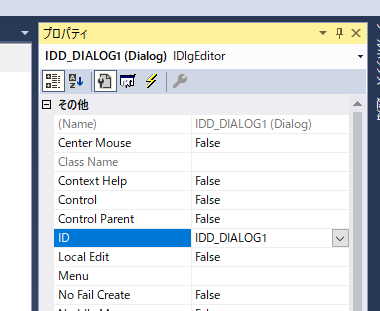 プロパティ
IDD_DIALOG1 (Dialog) IDlgEditor
その他
(Name) IDD_DIALOG1 (Dialog)
Center Mouse False
Class Name
Context Help False
Control False
Control Parent False
ID IDD_DIALOG1
Local Edit False
Menu
No Fail Create False